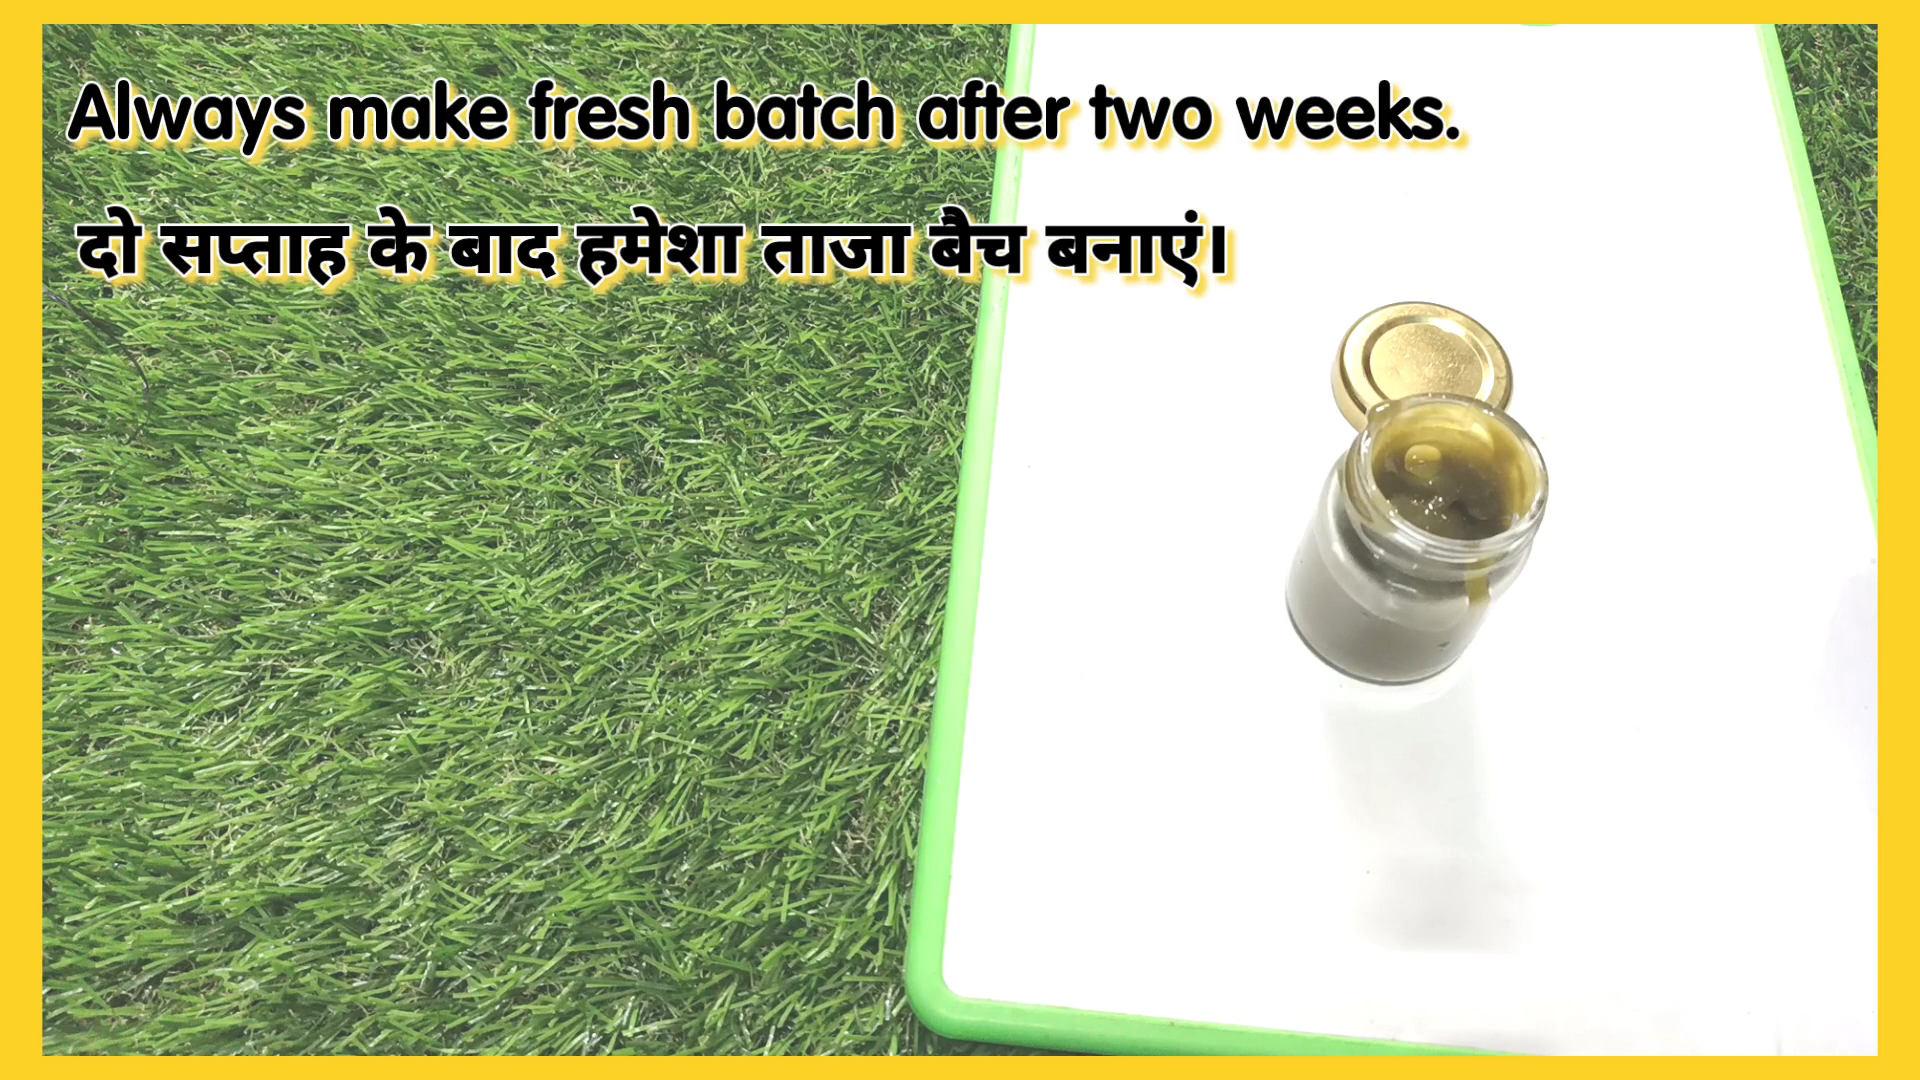 Always make fresh batch after two weeks.
दो सप्ताह के बाद हमेशा ताजा बैच बनाएं।